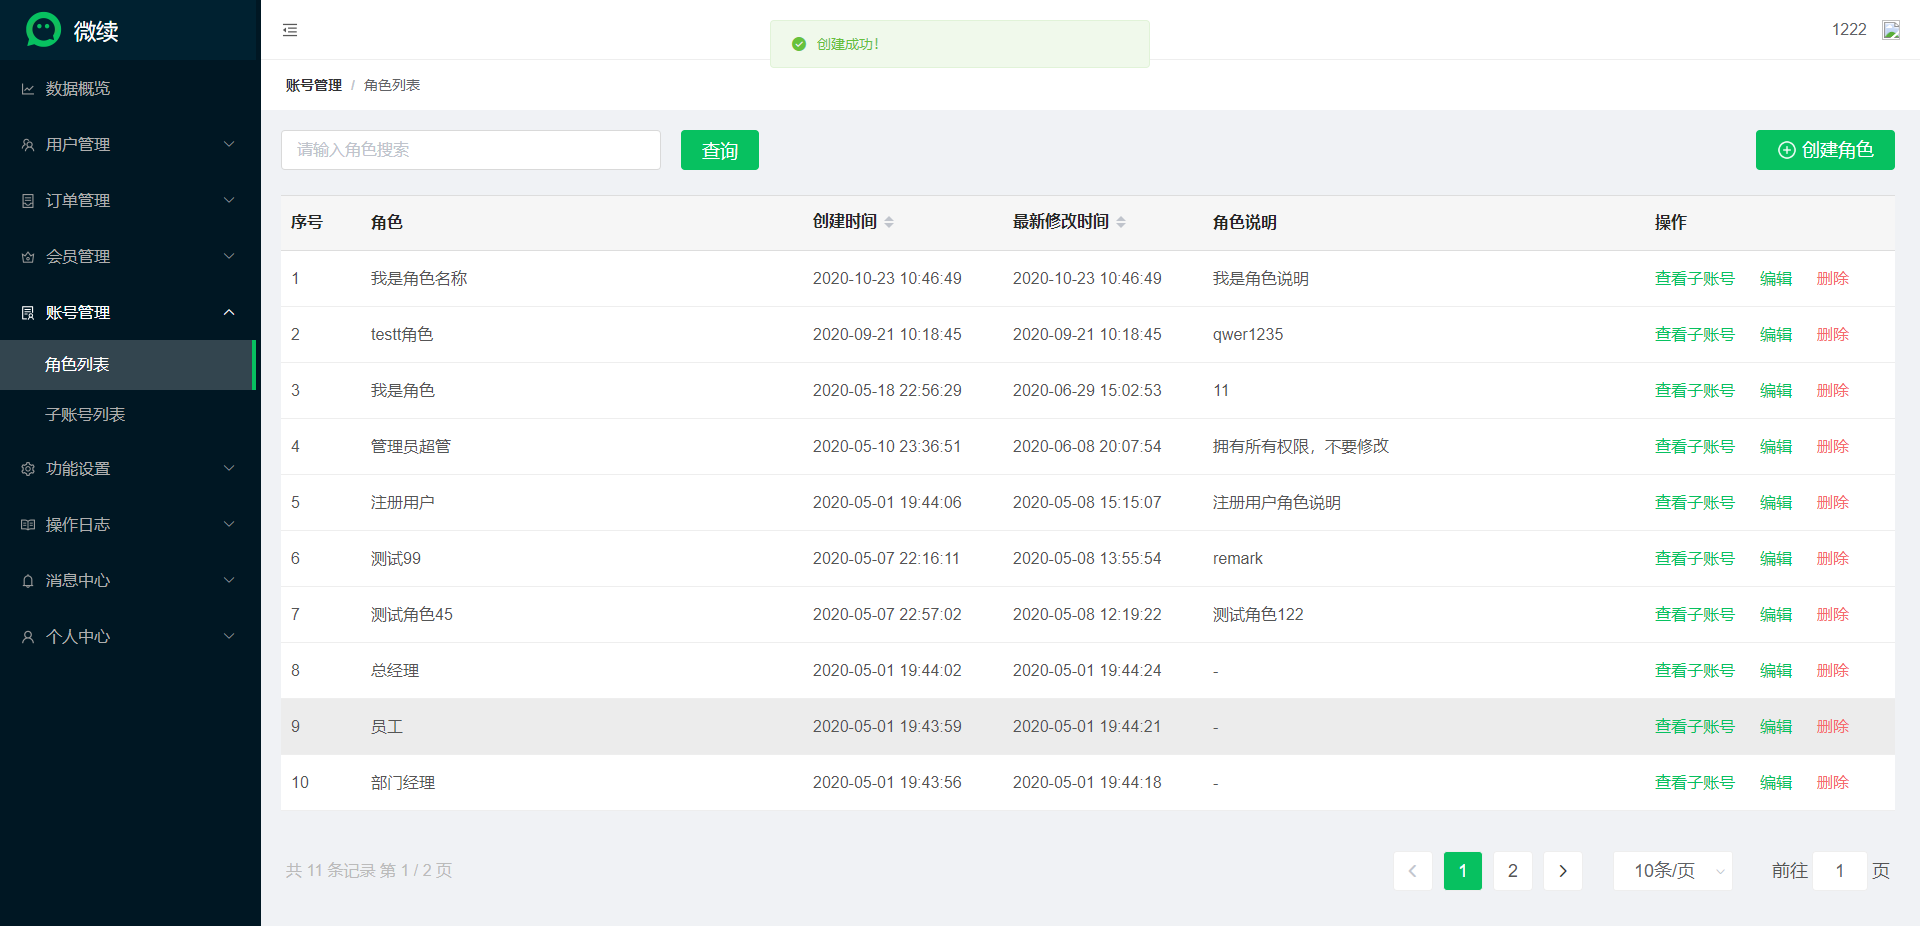 微续
数据概览
用户管理
订单管理
会员管理
账号管理
角色列表
子账号列表
功能设置
操作日志
消息中心
个人中心
创建成功!
1222
账号管理 / 角色列表
请输入角色搜索 查询 创建角色
序号 角色 创建时间 最新修改时间 角色说明 操作
1 我是角色名称 2020-10-23 10:46:49 2020-10-23 10:46:49 我是角色说明 查看子账号 编辑 删除
2 testt角色 2020-09-21 10:18:45 2020-09-21 10:18:45 qwer1235 查看子账号 编辑 删除
3 我是角色 2020-05-18 22:56:29 2020-06-29 15:02:53 11 查看子账号 编辑 删除
4 管理员超管 2020-05-10 23:36:51 2020-06-08 20:07:54 拥有所有权限，不要修改 查看子账号 编辑 删除
5 注册用户 2020-05-01 19:44:06 2020-05-08 15:15:07 注册用户角色说明 查看子账号 编辑 删除
6 测试99 2020-05-07 22:16:11 2020-05-08 13:55:54 remark 查看子账号 编辑 删除
7 测试角色45 2020-05-07 22:57:02 2020-05-08 12:19:22 测试角色122 查看子账号 编辑 删除
8 总经理 2020-05-01 19:44:02 2020-05-01 19:44:24 - 查看子账号 编辑 删除
9 员工 2020-05-01 19:43:59 2020-05-01 19:44:21 - 查看子账号 编辑 删除
10 部门经理 2020-05-01 19:43:56 2020-05-01 19:44:18 - 查看子账号 编辑 删除
共 11 条记录 第 1 / 2 页 1 2 10条/页 前往 1 页